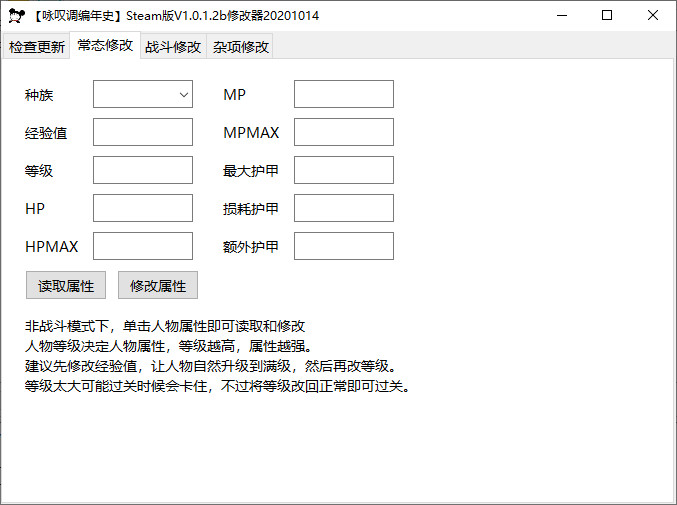 【咏叹调编年史】Steam版V1.0.1.2b修改器20201014
检查更新 常态修改 战斗修改 杂项修改
种族 MP
经验值 MPMAX
等级 最大护甲
HP 损耗护甲
HPMAX 额外护甲
读取属性 修改属性
非战斗模式下，单击人物属性即可读取和修改
人物等级决定人物属性，等级越高，属性越强。
建议先修改经验值，让人物自然升级到满级，然后再改等级。
等级太大可能过关时候会卡住，不过将等级改回正常即可过关。